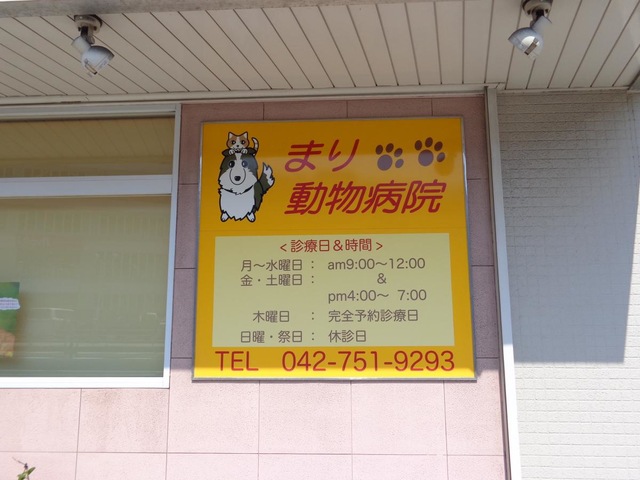 まり
動物病院
<診療日&時間>
月〜水曜日： am9:00〜12:00
金・土曜日： &
pm4:00〜 7:00
木曜日 ： 完全予約診療日
日曜・祭日 ： 休診日
TEL 042-751-9293